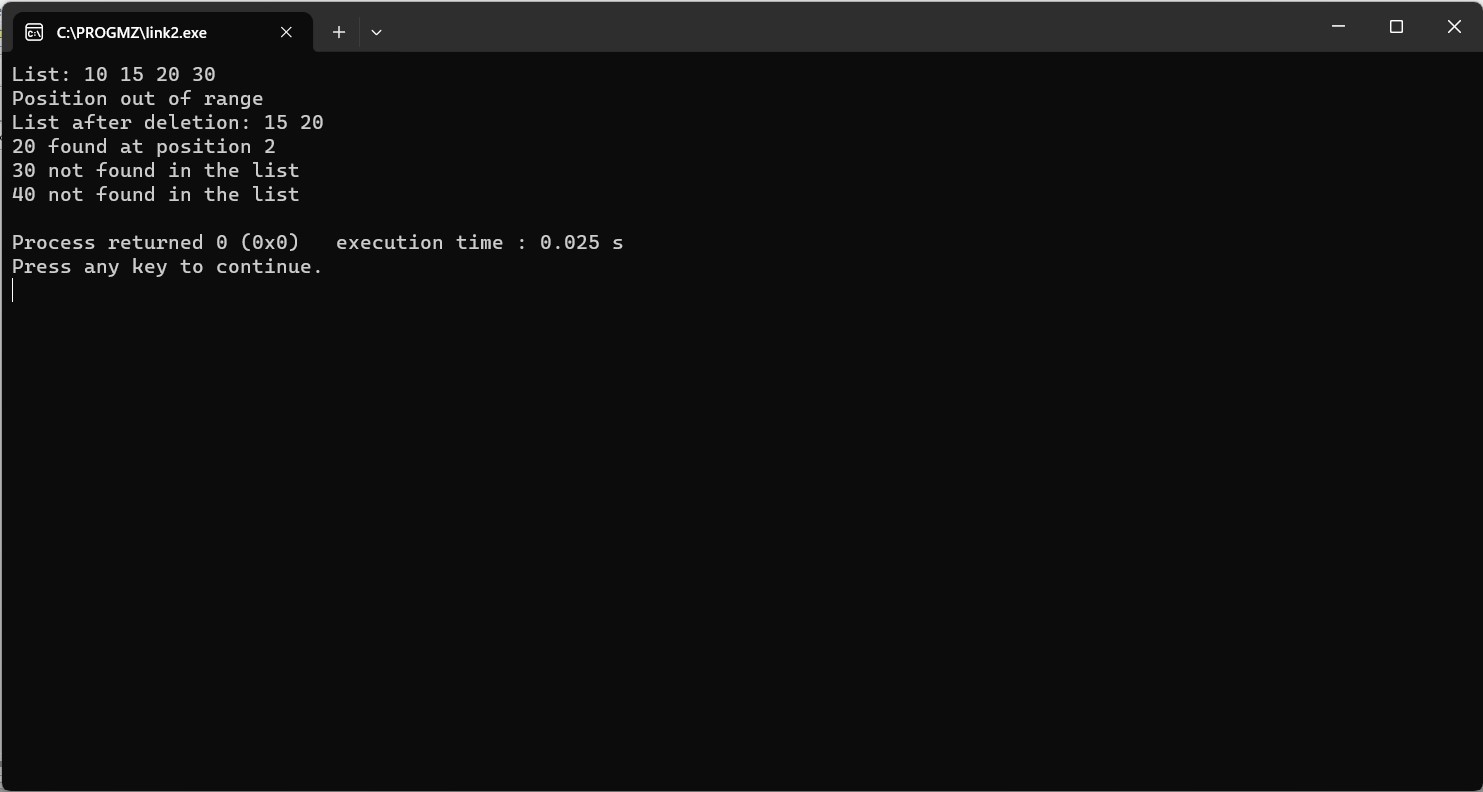 C:\PROGMZ\link2.exe
List: 10 15 20 30
Position out of range
List after deletion: 15 20
20 found at position 2
30 not found in the list
40 not found in the list
Process returned 0 (0x0)   execution time : 0.025 s
Press any key to continue.